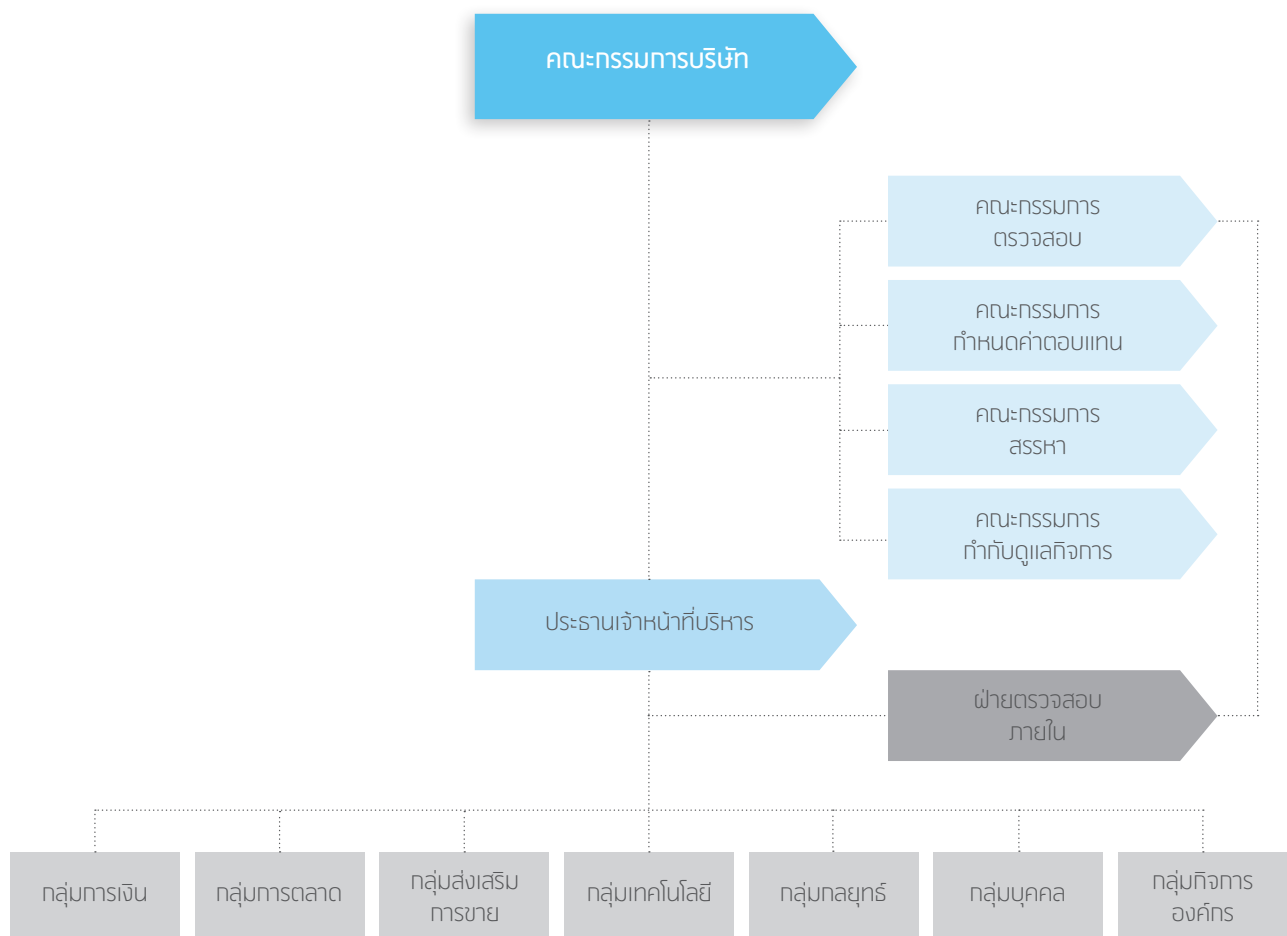 คณะกรรมการบริษัท
คณะกรรมการ
ตรวจสอบ
คณะกรรมการ
กำหนดค่าตอบแทน
คณะกรรมการ
สรรหา
คณะกรรมการ
กำกับดูแลกิจการ
ประธานเจ้าหน้าที่บริหาร
ฝ่ายตรวจสอบ
ภายใน
กลุ่มการเงิน
กลุ่มการตลาด
กลุ่มส่งเสริม
การขาย
กลุ่มเทคโนโลยี
กลุ่มกลยุทธ์
กลุ่มบุคคล
กลุ่มกิจการ
องค์กร